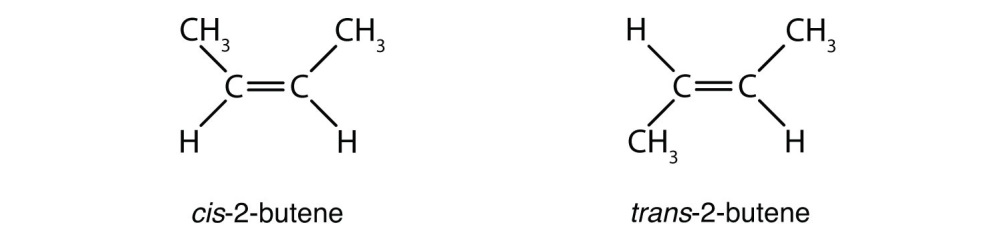 CH₃ CH₃ H CH₃
C=C C=C
H H CH₃ H
cis-2-butene trans-2-butene